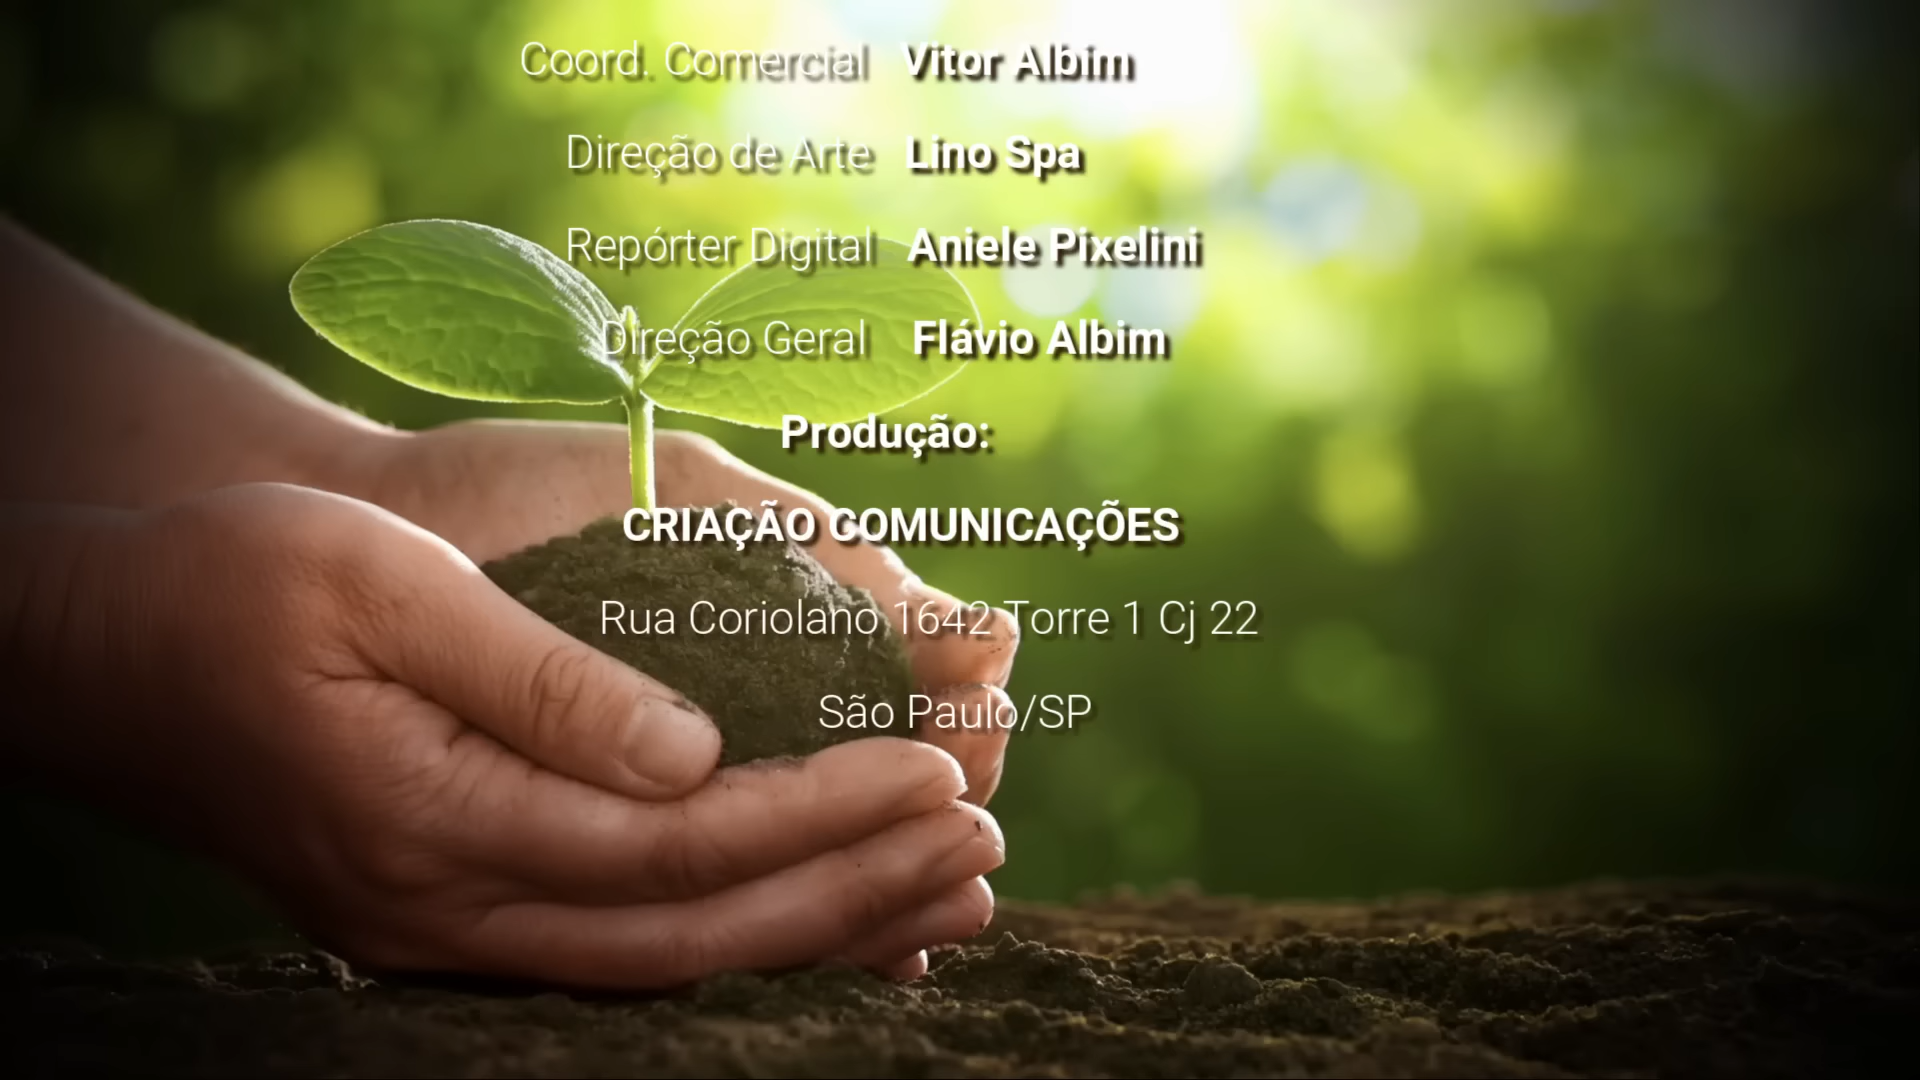 Coord. Comercial Vitor Albim
Direção de Arte Lino Spa
Repórter Digital Aniele Pixelini
Direção Geral Flávio Albim
Produção:
CRIAÇÃO COMUNICAÇÕES
Rua Coriolano 1642 Torre 1 Cj 22
São Paulo/SP